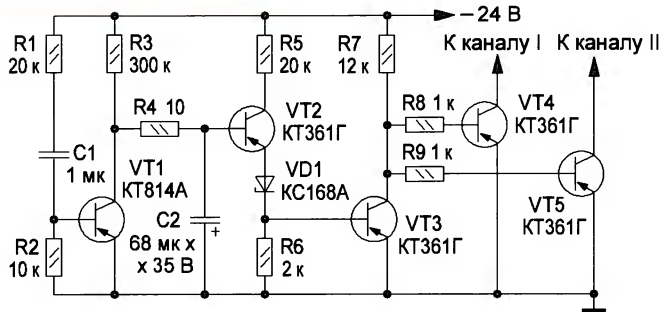 – 24 В
R1
20 к
R3
300 к
R5
20 к
R7
12 к
К каналу I
К каналу II
R4 10
VT2
КТ361Г
R8 1 к
VT4
КТ361Г
C1
1 мк
VT1
КТ814А
VD1
КС168А
R9 1 к
R2
10 к
C2
68 мк х
х 35 В
+
R6
2 к
VT3
КТ361Г
VT5
КТ361Г